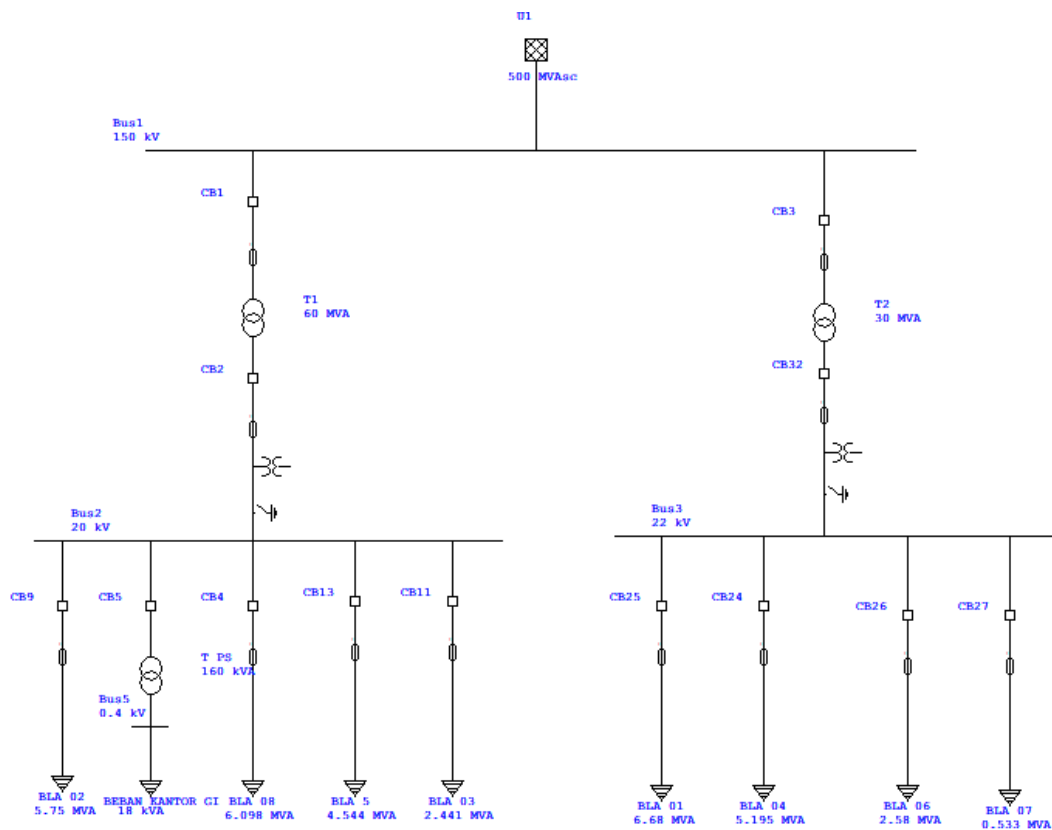 U1
500 MVAsc
Bus1
150 kV
CB1
CB3
T1
60 MVA
T2
30 MVA
CB2
CB32
Bus2
20 kV
Bus3
22 kV
CB9
CB5
CB4
CB13
CB11
CB25
CB24
CB26
CB27
T PS
160 kVA
Bus5
0.4 kV
BLA 02
5.75 MVA
BEBAN KANTOR GI
18 kVA
BLA 08
6.098 MVA
BLA 5
4.544 MVA
BLA 03
2.441 MVA
BLA 01
6.68 MVA
BLA 04
5.195 MVA
BLA 06
2.58 MVA
BLA 07
0.533 MVA